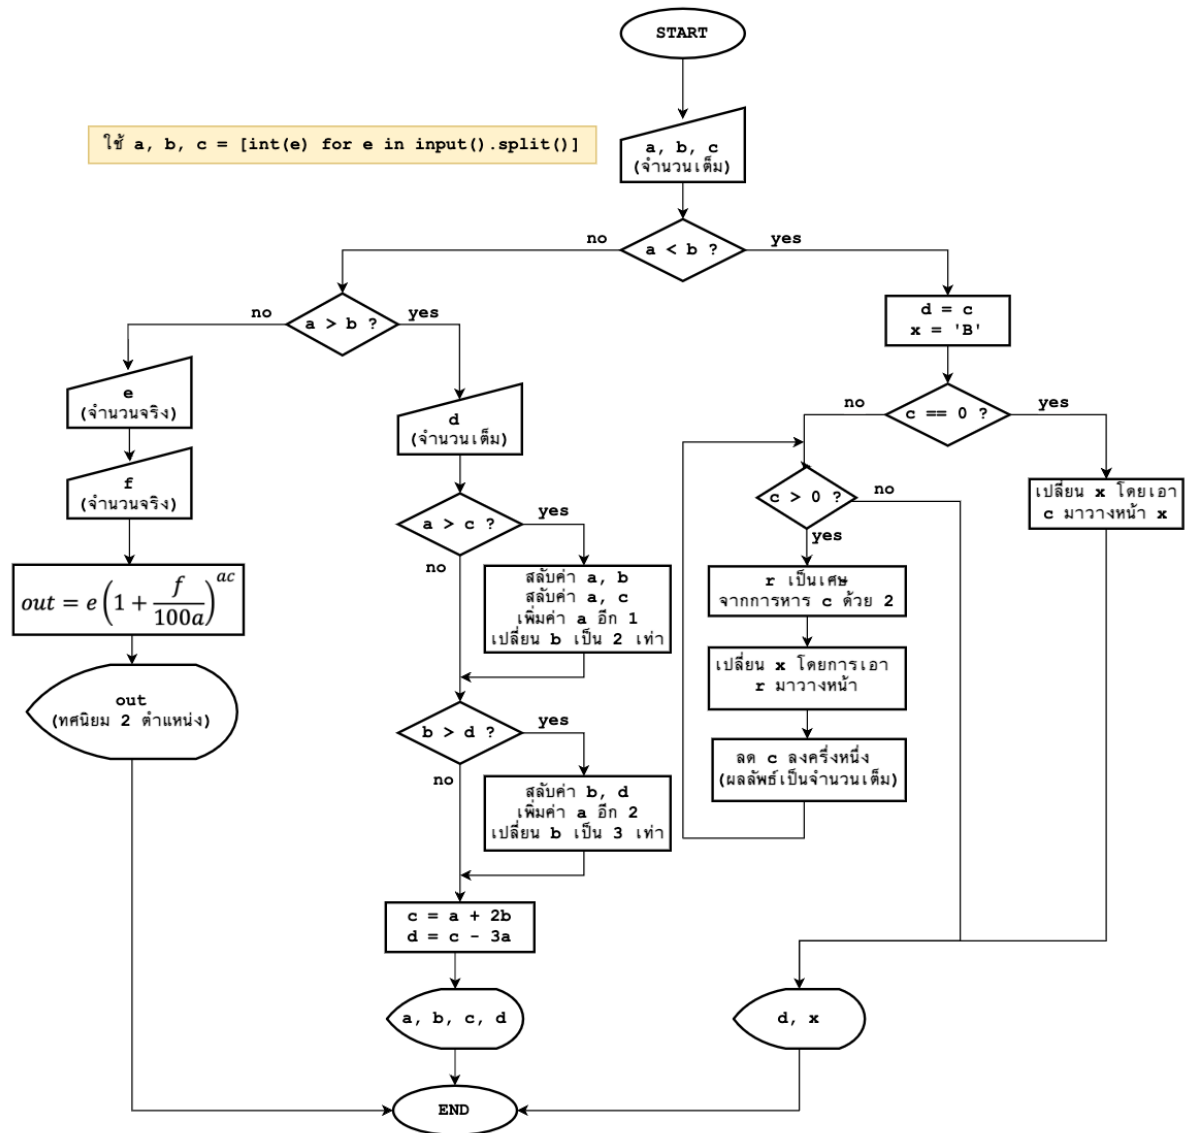 START
ใช้ a, b, c = [int(e) for e in input().split()]
a, b, c
(จำนวนเต็ม)
a < b ?
no
yes
a > b ?
no
yes
e
(จำนวนจริง)
f
(จำนวนจริง)
out = e(1 + f/100a)^ac
out
(ทศนิยม 2 ตำแหน่ง)
d
(จำนวนเต็ม)
a > c ?
yes
no
สลับค่า a, b
สลับค่า a, c
เพิ่มค่า a อีก 1
เปลี่ยน b เป็น 2 เท่า
b > d ?
yes
no
สลับค่า b, d
เพิ่มค่า a อีก 2
เปลี่ยน b เป็น 3 เท่า
c = a + 2b
d = c - 3a
a, b, c, d
d = c
x = 'B'
c == 0 ?
no
yes
c > 0 ?
no
yes
r เป็นเศษ
จากการหาร c ด้วย 2
เปลี่ยน x โดยการเอา
r มาวางหน้า
ลด c ลงครึ่งหนึ่ง
(ผลลัพธ์เป็นจำนวนเต็ม)
เปลี่ยน x โดยเอา
c มาวางหน้า x
d, x
END